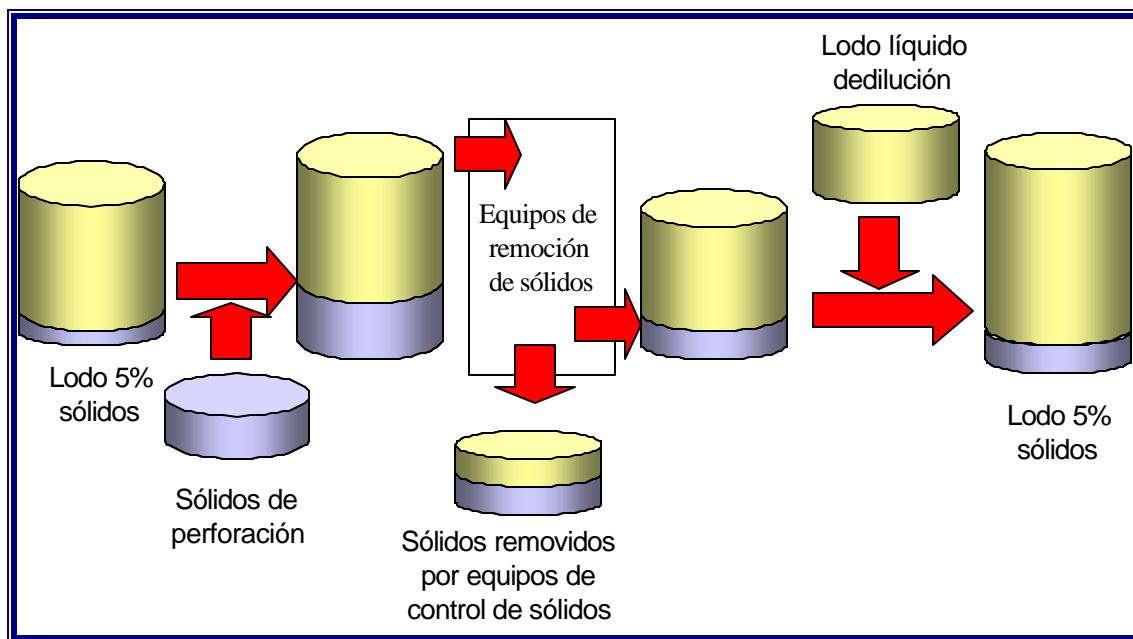 Lodo 5%
sólidos
Sólidos de
perforación
Equipos de
remoción
de sólidos
Sólidos removidos
por equipos de
control de sólidos
Lodo líquido
dedilución
Lodo 5%
sólidos